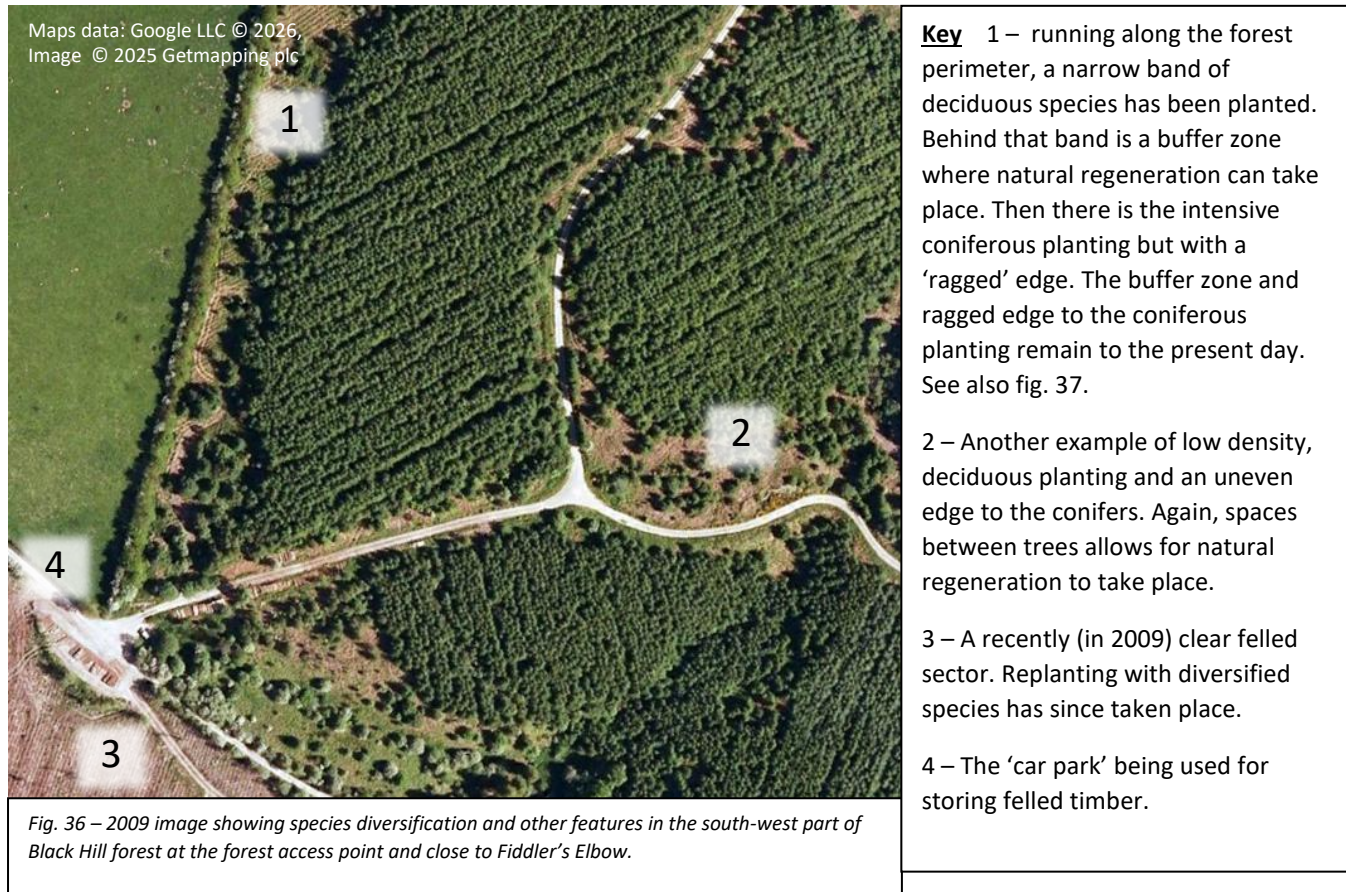 Maps data: Google LLC © 2026,
Image © 2025 Getmapping plc
1
2
4
3
Fig. 36 – 2009 image showing species diversification and other features in the south-west part of
Black Hill forest at the forest access point and close to Fiddler’s Elbow.
Key 1 – running along the forest
perimeter, a narrow band of
deciduous species has been planted.
Behind that band is a buffer zone
where natural regeneration can take
place. Then there is the intensive
coniferous planting but with a
‘ragged’ edge. The buffer zone and
ragged edge to the coniferous
planting remain to the present day.
See also fig. 37.
2 – Another example of low density,
deciduous planting and an uneven
edge to the conifers. Again, spaces
between trees allows for natural
regeneration to take place.
3 – A recently (in 2009) clear felled
sector. Replanting with diversified
species has since taken place.
4 – The ‘car park’ being used for
storing felled timber.